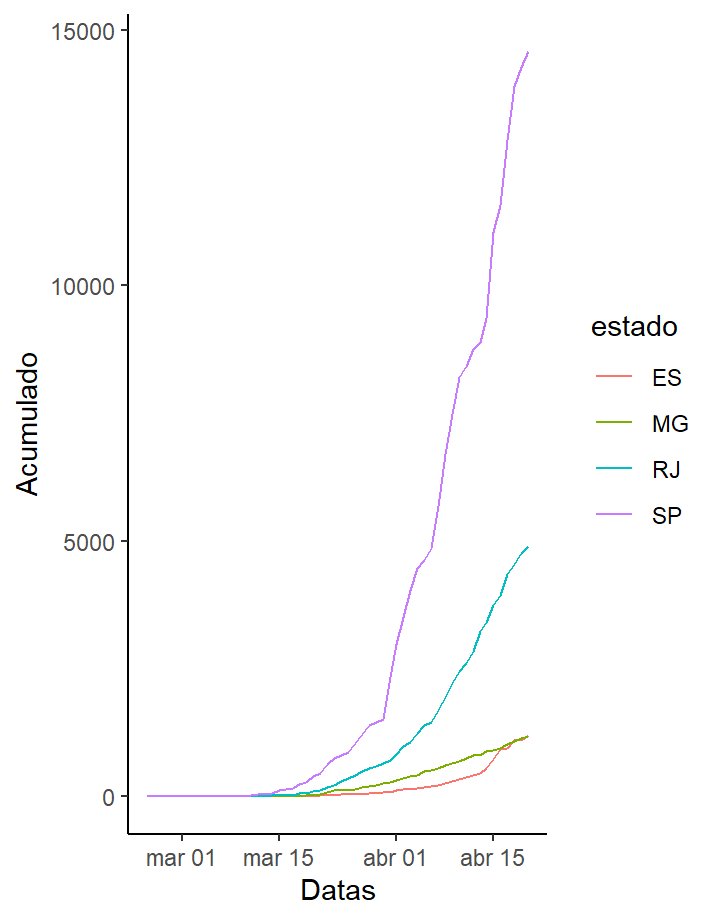 15000
10000
5000
0
Acumulado
mar 01
mar 15
abr 01
abr 15
Datas
estado
ES
MG
RJ
SP